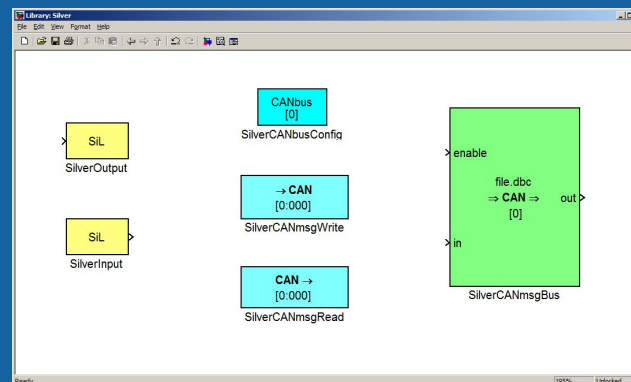 Library: Silver
File Edit View Format Help
SiL
SilverOutput
SiL
SilverInput
CANbus
[0]
SilverCANbusConfig
→ CAN
[0:000]
SilverCANmsgWrite
CAN →
[0:000]
SilverCANmsgRead
enable
file.dbc
⇒ CAN ⇒
[0]
out
in
SilverCANmsgBus
Ready
195%
Unlocked